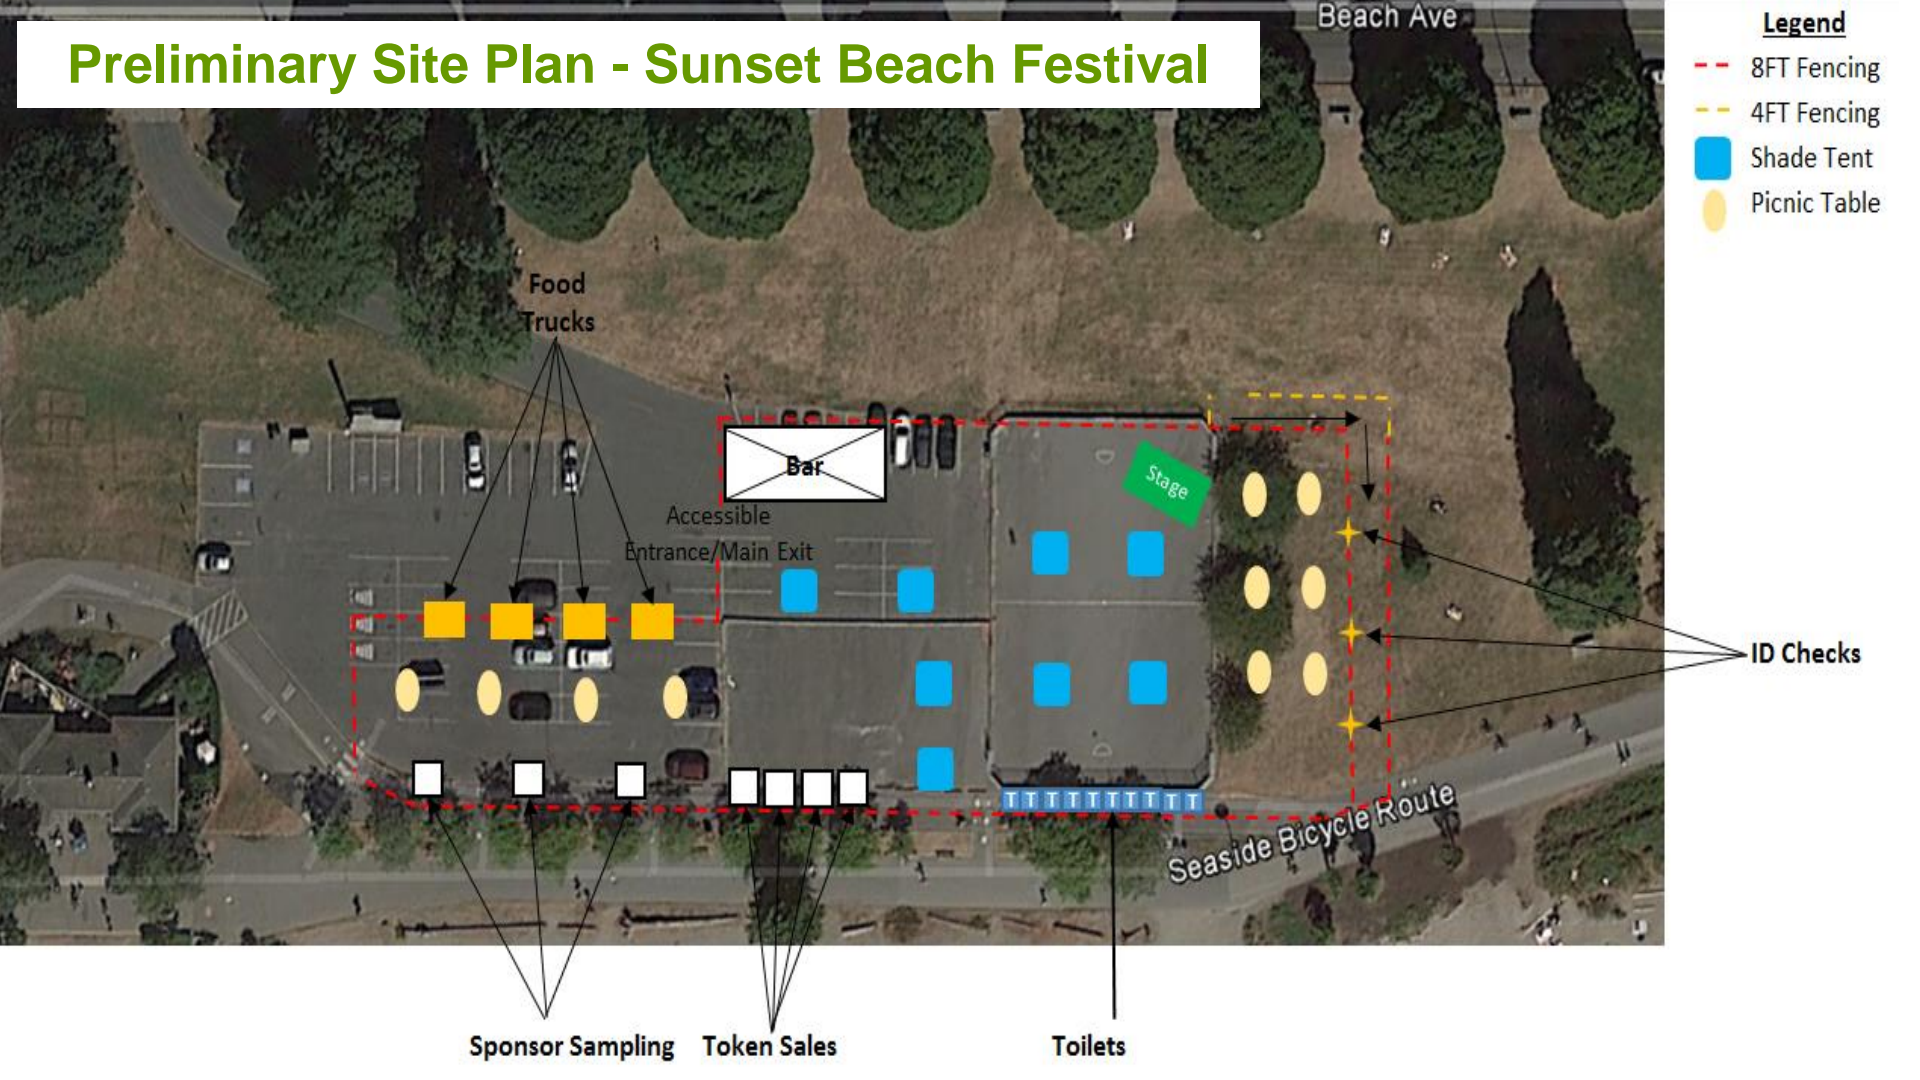 Beach Ave
Preliminary Site Plan - Sunset Beach Festival
Legend
8FT Fencing
4FT Fencing
Shade Tent
Picnic Table
Food
Trucks
Bar
Stage
Accessible
Entrance/Main Exit
ID Checks
T T T T T T T T T T
Seaside Bicycle Route
Sponsor Sampling
Token Sales
Toilets